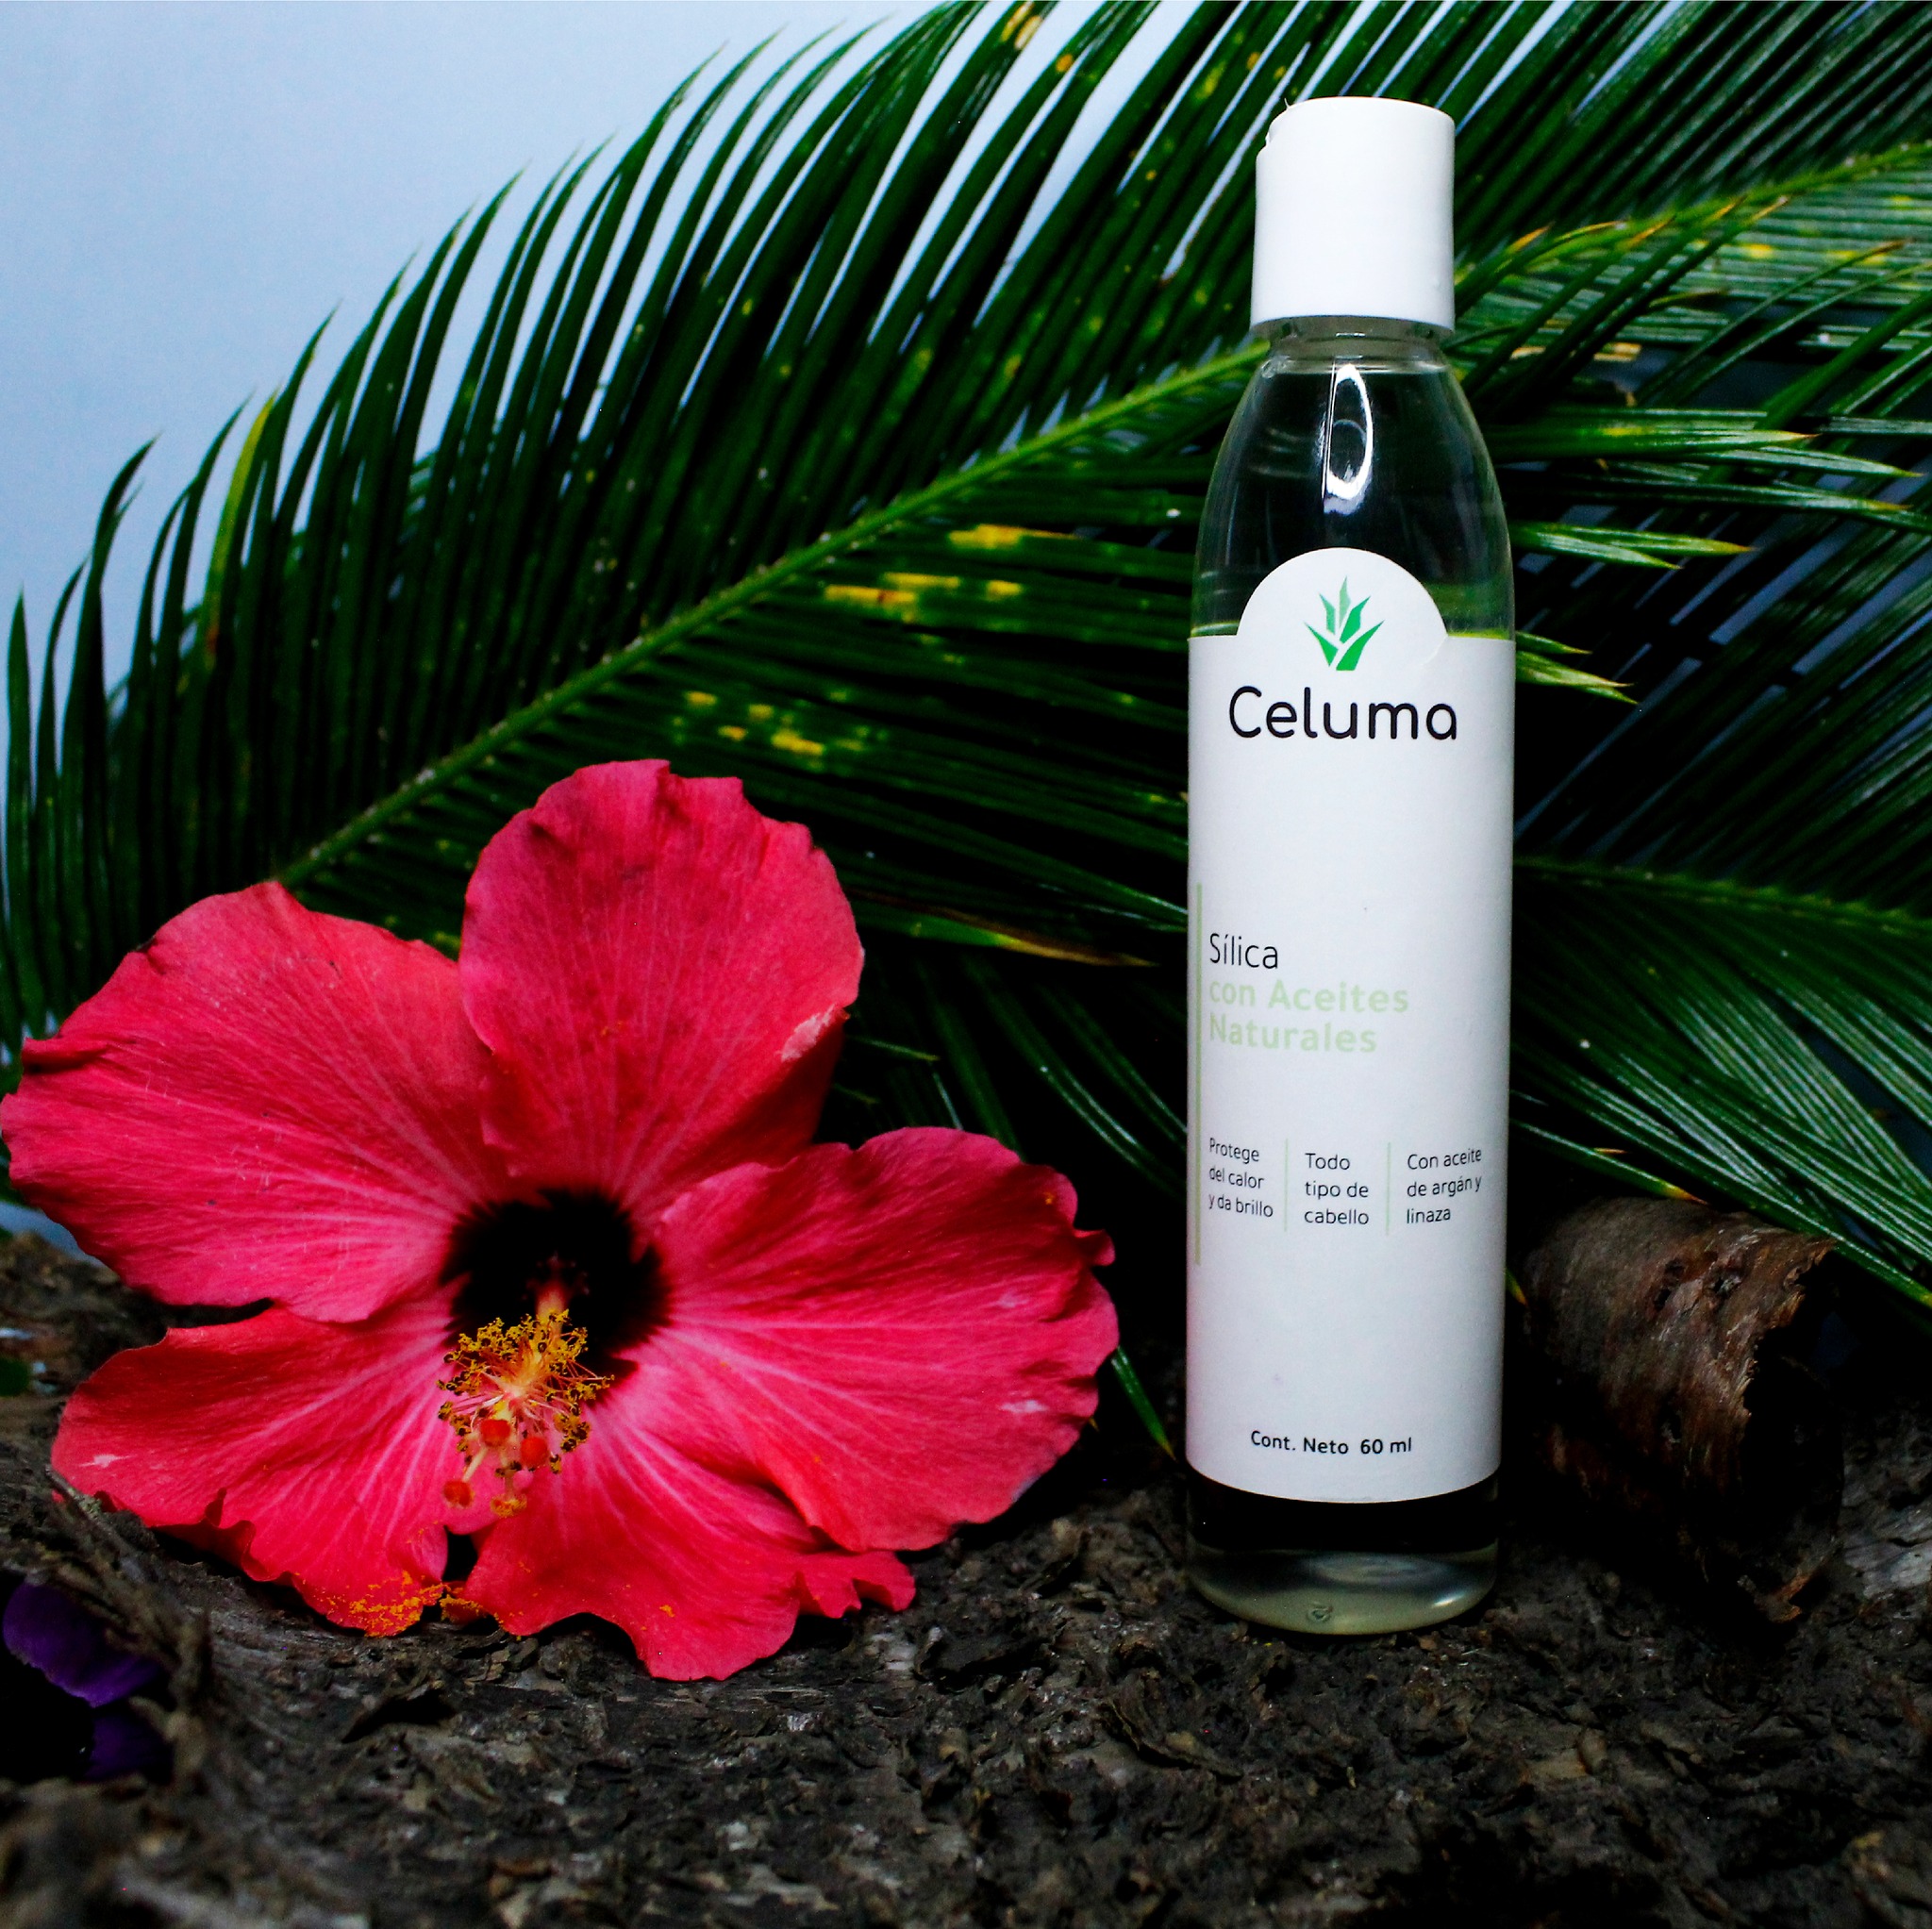 Celuma
Sílica
con Aceites
Naturales
Protege
del calor
y da brillo
Todo
tipo de
cabello
Con aceite
de argán y
linaza
Cont. Neto 60 ml